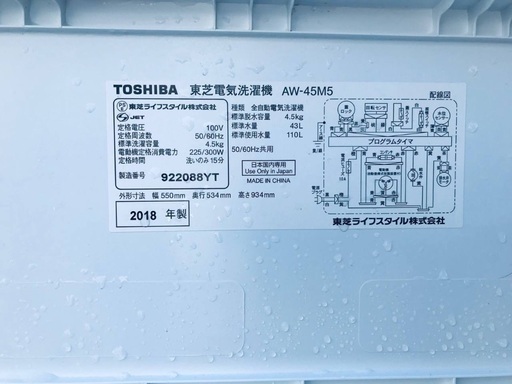 TOSHIBA 東芝電気洗濯機 AW-45M5
配線図
PS E 東芝ライフスタイル株式会社
JET
定格電圧 100V
定格周波数 50/60Hz
標準洗濯容量 4.5kg
電動機定格消費電力 225/300W
定格時間 洗いのみ 15分
製造番号 922088YT
種類 全自動電気洗濯機
標準脱水容量 4.5kg
標準水量 43L
標準使用水量 110L
50/60Hz共用
日本国内専用
Use Only in Japan
MADE IN CHINA
外形寸法 幅 550mm 奥行 534mm 高さ 934mm
2018 年製
回転センサ
プログラムタイマ
東芝ライフスタイル株式会社